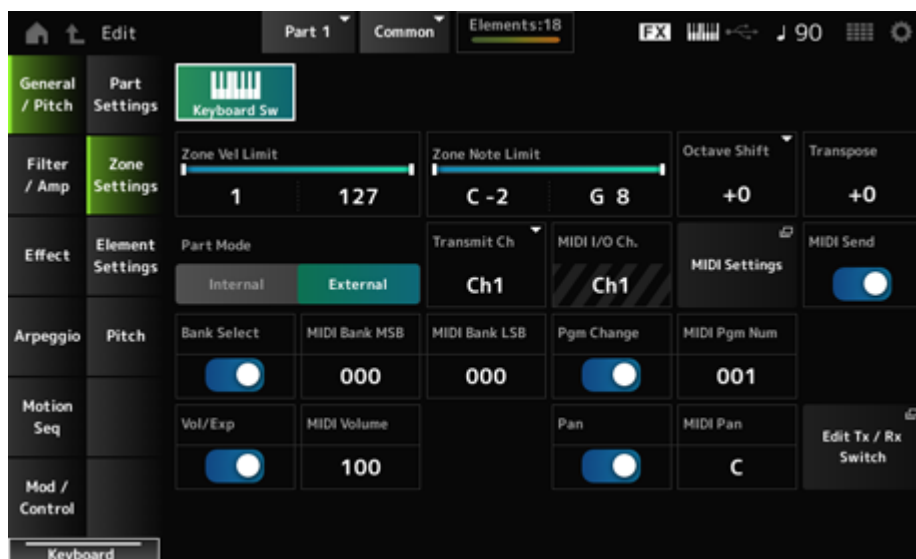 Edit
Part 1
Common
Elements:18
FX
♩ 90
General / Pitch
Part Settings
Keyboard Sw
Filter / Amp
Zone Settings
Zone Vel Limit
1
127
Zone Note Limit
C -2
G 8
Octave Shift
+0
Transpose
+0
Effect
Element Settings
Part Mode
Internal
External
Transmit Ch
Ch1
MIDI I/O Ch.
Ch1
MIDI Settings
MIDI Send
Arpeggio
Pitch
Bank Select
MIDI Bank MSB
000
MIDI Bank LSB
000
Pgm Change
MIDI Pgm Num
001
Motion Seq
Vol/Exp
MIDI Volume
100
Pan
MIDI Pan
C
Edit Tx / Rx Switch
Mod / Control
Keyboard